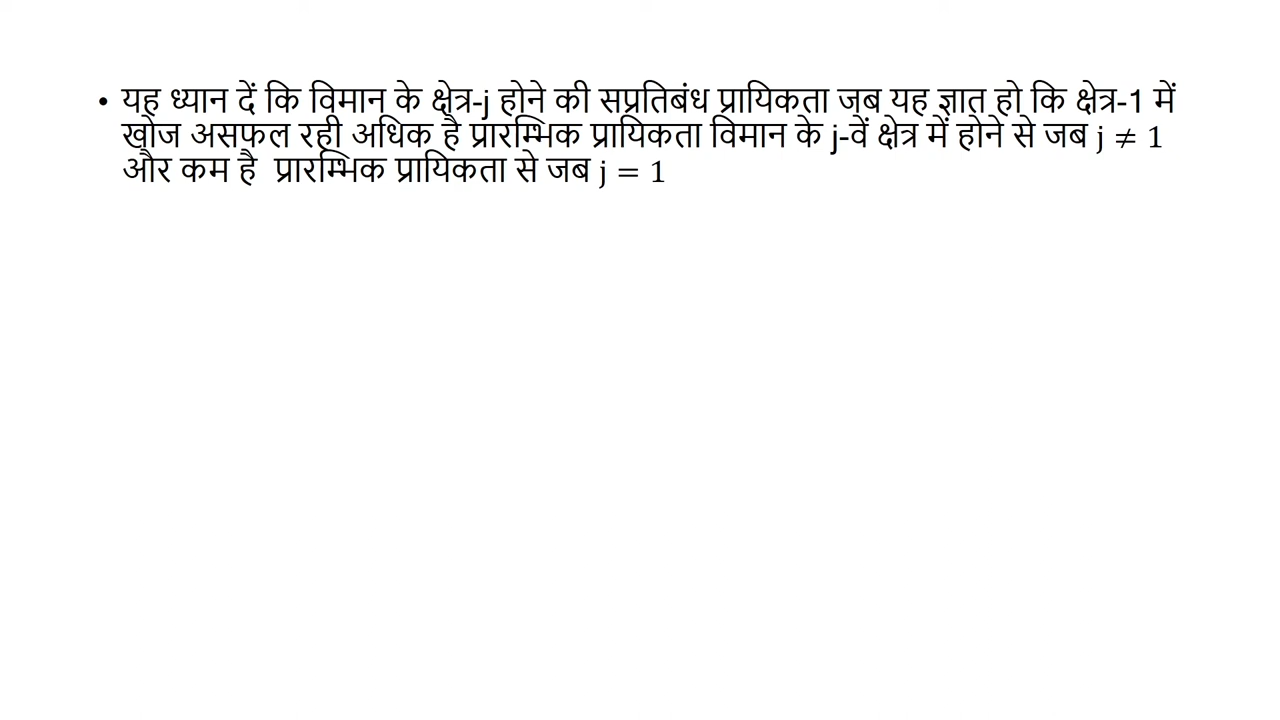 • यह ध्यान दें कि विमान के क्षेत्र-j होने की सप्रतिबंध प्रायिकता जब यह ज्ञात हो कि क्षेत्र-1 में
खोज असफल रही अधिक है प्रारम्भिक प्रायिकता विमान के j-वें क्षेत्र में होने से जब j ≠ 1
और कम है प्रारम्भिक प्रायिकता से जब j = 1